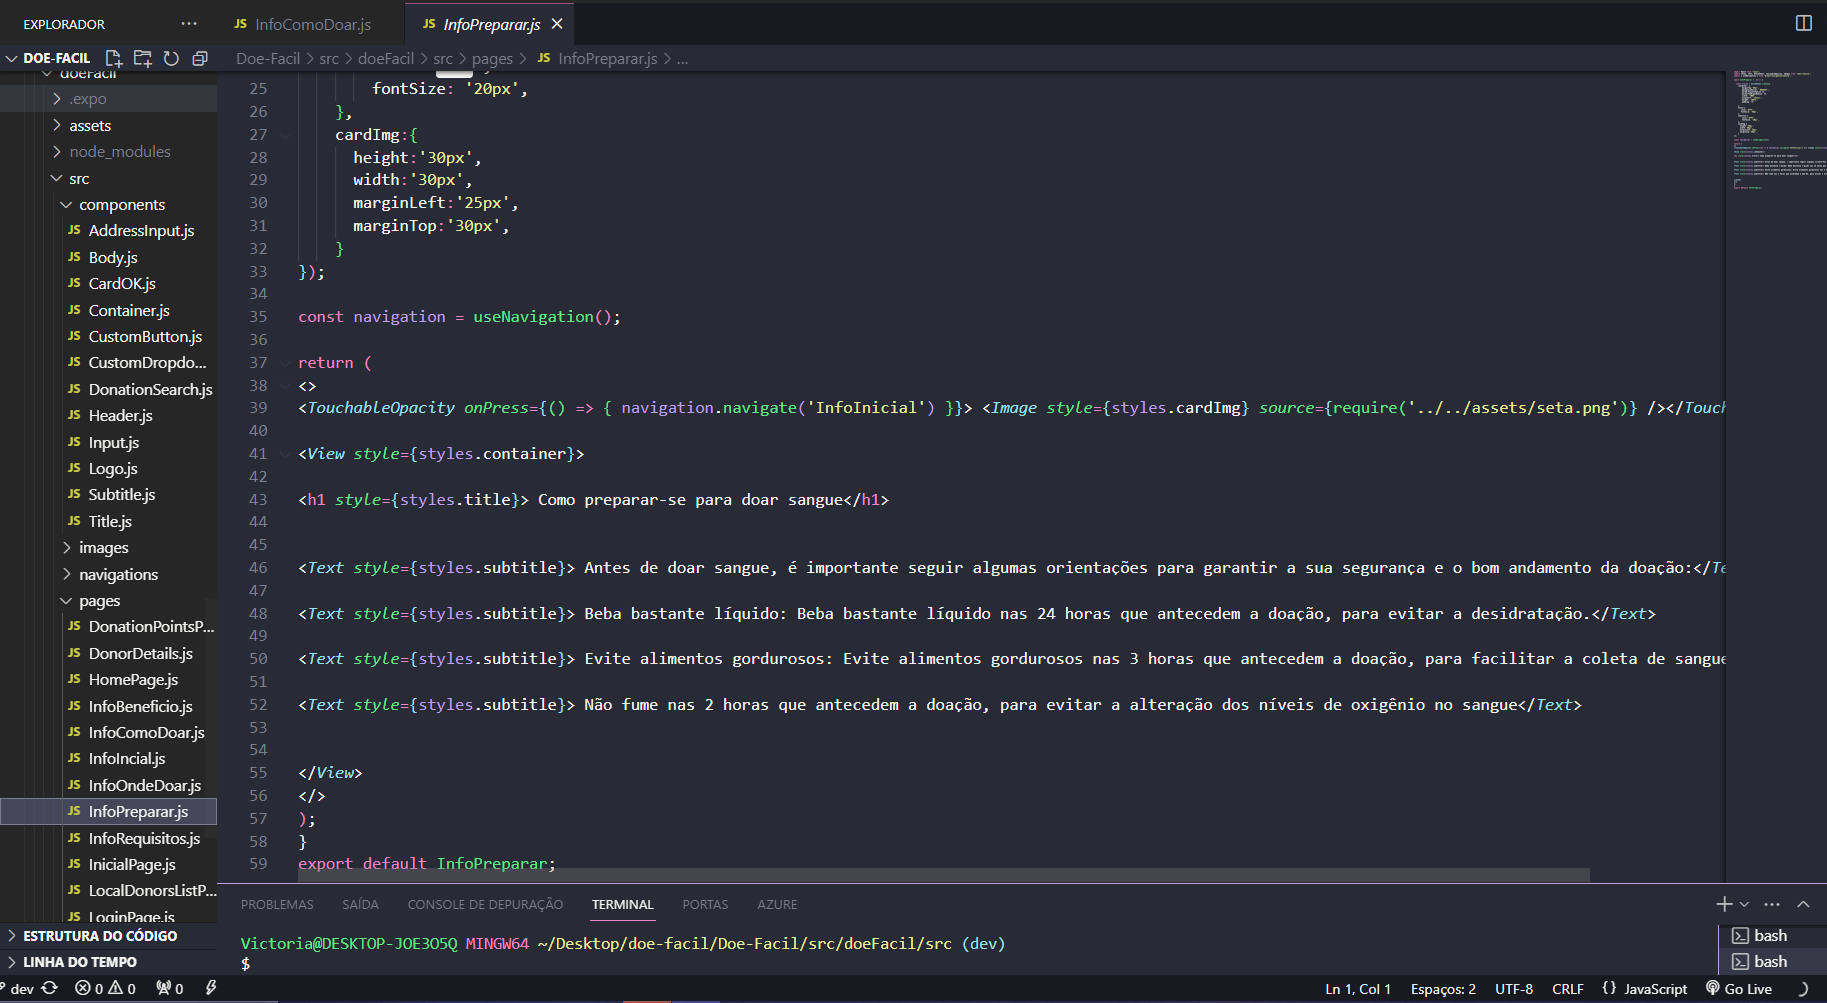 EXPLORADOR ···
JS InfoComoDoar.js
JS InfoPreparar.js ×
DOE-FACIL
Doe-Facil > src > doeFacil > src > pages > JS InfoPreparar.js > ...
doeFacil
.expo
assets
node_modules
src
components
JS AddressInput.js
JS Body.js
JS CardOK.js
JS Container.js
JS CustomButton.js
JS CustomDropdo...
JS DonationSearch.js
JS Header.js
JS Input.js
JS Logo.js
JS Subtitle.js
JS Title.js
images
navigations
pages
JS DonationPointsP...
JS DonorDetails.js
JS HomePage.js
JS InfoBeneficio.js
JS InfoComoDoar.js
JS InfoIncial.js
JS InfoOndeDoar.js
JS InfoPreparar.js
JS InfoRequisitos.js
JS InicialPage.js
JS LocalDonorsListP...
JS LoginPage.js
ESTRUTURA DO CÓDIGO
LINHA DO TEMPO
25 fontSize: '20px',
26 },
27 cardImg:{
28 height:'30px',
29 width:'30px',
30 marginLeft:'25px',
31 marginTop:'30px',
32 }
33 });
34
35 const navigation = useNavigation();
36
37 return (
38 <>
39 <TouchableOpacity onPress={() => { navigation.navigate('InfoInicial') }}> <Image style={styles.cardImg} source={require('../../assets/seta.png')} /></Touch
40
41 <View style={styles.container}>
42
43 <h1 style={styles.title}> Como preparar-se para doar sangue</h1>
44
45
46 <Text style={styles.subtitle}> Antes de doar sangue, é importante seguir algumas orientações para garantir a sua segurança e o bom andamento da doação:</Te
47
48 <Text style={styles.subtitle}> Beba bastante líquido: Beba bastante líquido nas 24 horas que antecedem a doação, para evitar a desidratação.</Text>
49
50 <Text style={styles.subtitle}> Evite alimentos gordurosos: Evite alimentos gordurosos nas 3 horas que antecedem a doação, para facilitar a coleta de sangue
51
52 <Text style={styles.subtitle}> Não fume nas 2 horas que antecedem a doação, para evitar a alteração dos níveis de oxigênio no sangue</Text>
53
54
55 </View>
56 </>
57 );
58 }
59 export default InfoPreparar;
PROBLEMAS SAÍDA CONSOLE DE DEPURAÇÃO TERMINAL PORTAS AZURE
Victoria@DESKTOP-JOE3O5Q MINGW64 ~/Desktop/doe-facil/Doe-Facil/src/doeFacil/src (dev)
$
bash
bash
dev 0 0 0
Ln 1, Col 1 Espaços: 2 UTF-8 CRLF {} JavaScript Go Live